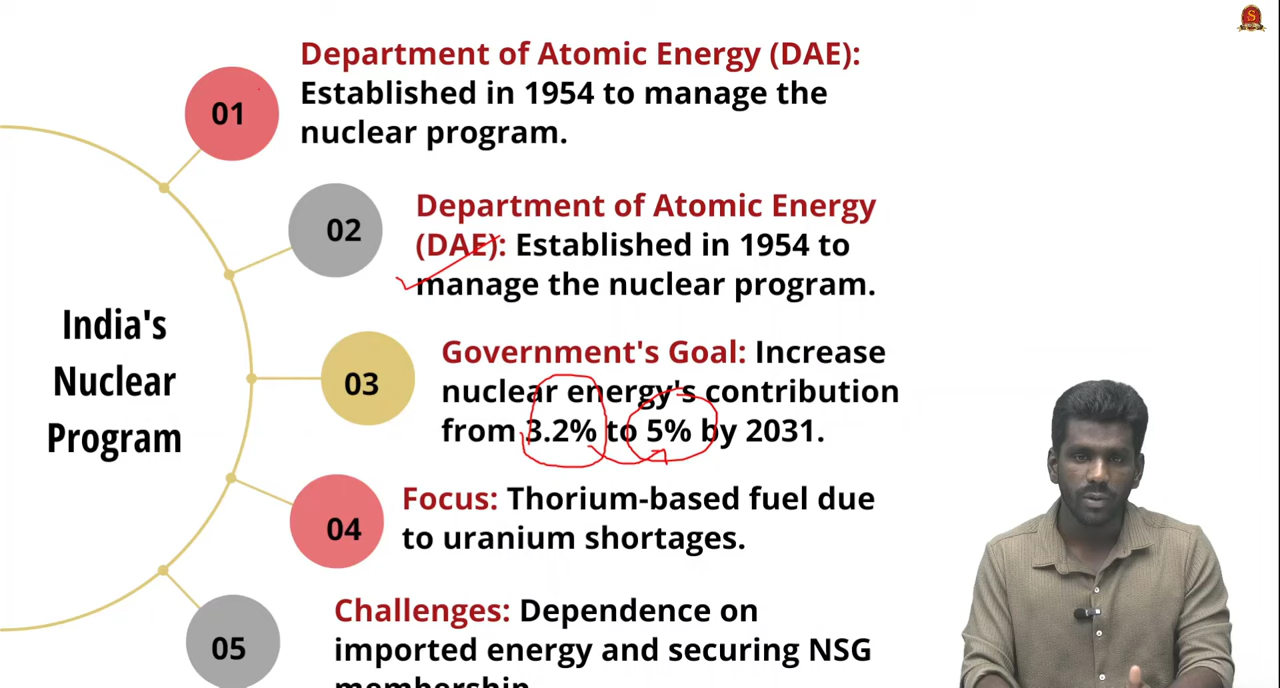 01
Department of Atomic Energy (DAE):
Established in 1954 to manage the
nuclear program.
02
Department of Atomic Energy
(DAE): Established in 1954 to
manage the nuclear program.
India's
Nuclear
Program
03
Government's Goal: Increase
nuclear energy's contribution
from 3.2% to 5% by 2031.
04
Focus: Thorium-based fuel due
to uranium shortages.
05
Challenges: Dependence on
imported energy and securing NSG
membership